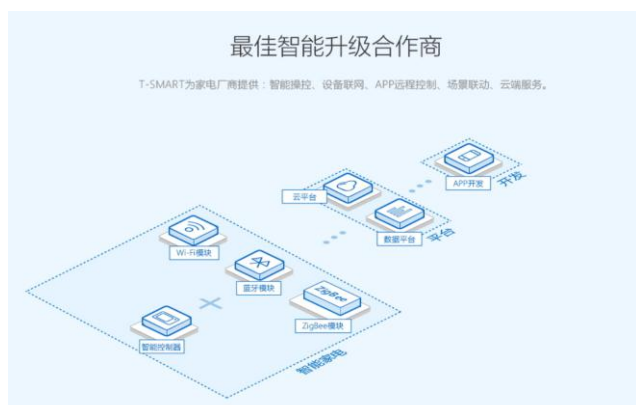 最佳智能升级合作商
T-SMART为家电厂商提供：智能操控、设备联网、APP远程控制、场景联动、云端服务。
APP开发
开发
云平台
数据平台
平台
Wi-Fi模块
蓝牙模块
ZigBee
ZigBee模块
智能控制器
智能家电